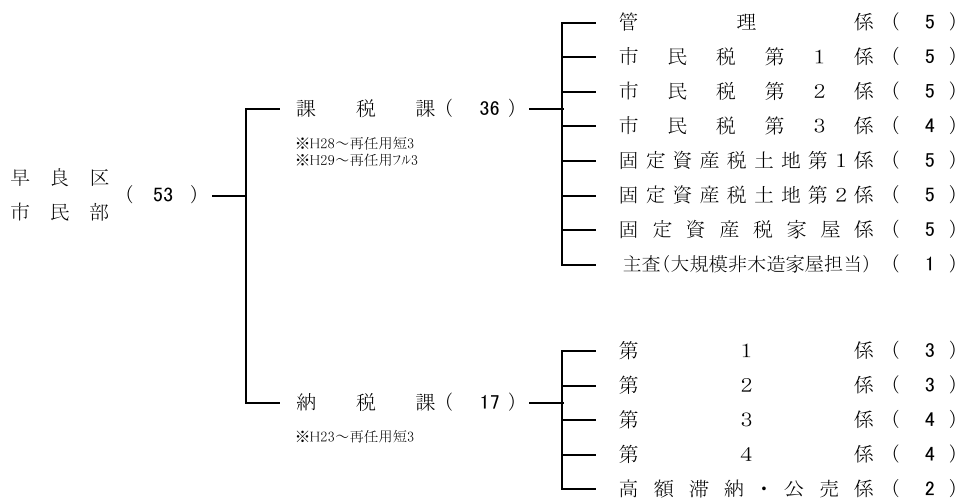 早良区
市民部
( 53 )
課税課 ( 36 )
※H28～再任用短3
※H29～再任用フル3
管理係 ( 5 )
市民税第1係 ( 5 )
市民税第2係 ( 5 )
市民税第3係 ( 4 )
固定資産税土地第1係 ( 5 )
固定資産税土地第2係 ( 5 )
固定資産税家屋係 ( 5 )
主査(大規模非木造家屋担当) ( 1 )
納税課 ( 17 )
※H23～再任用短3
第1係 ( 3 )
第2係 ( 3 )
第3係 ( 4 )
第4係 ( 4 )
高額滞納・公売係 ( 2 )